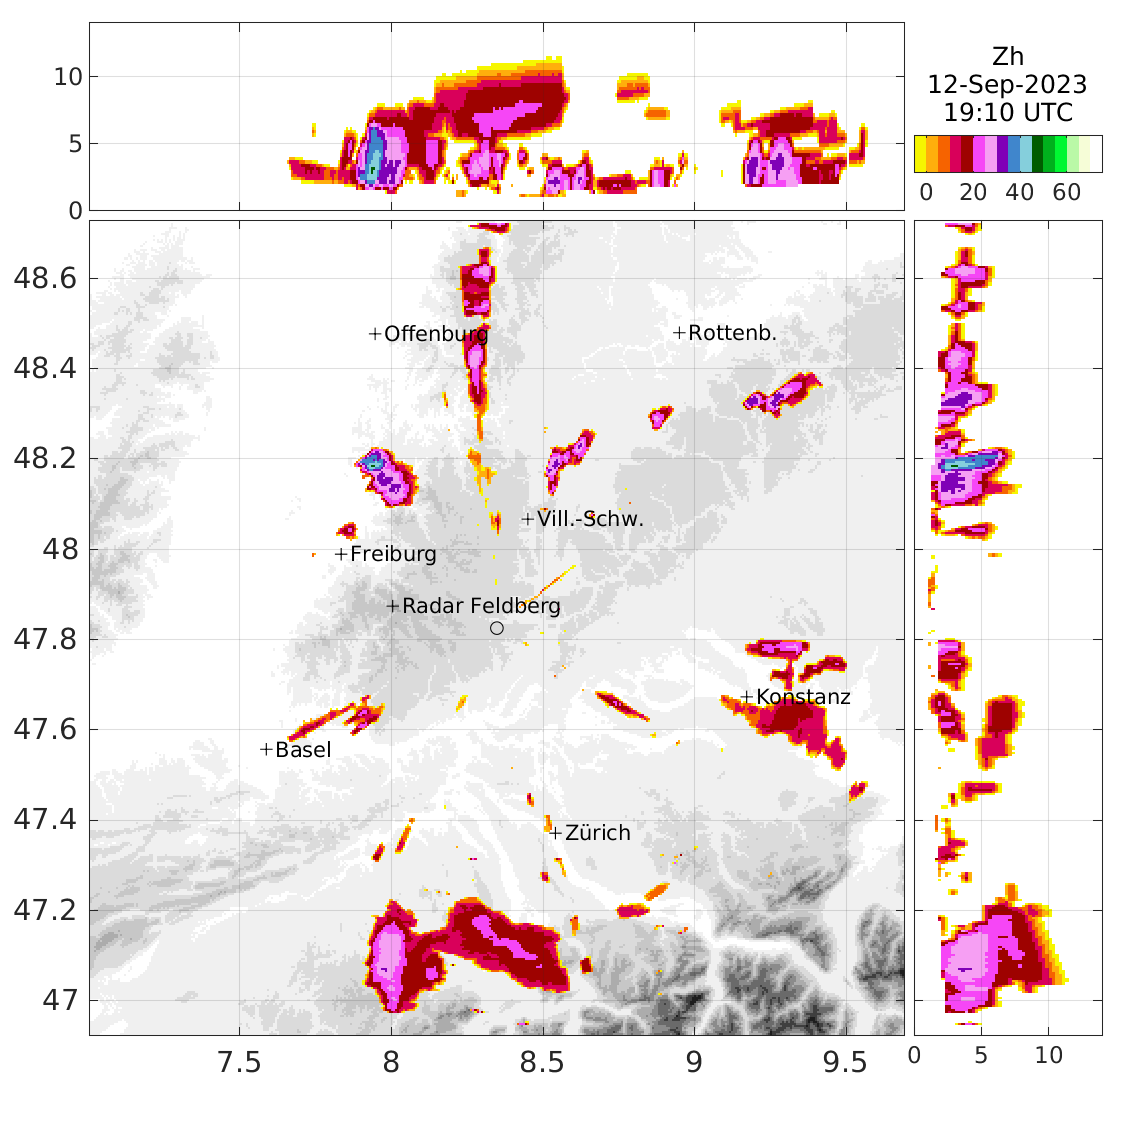 Zh
12-Sep-2023
19:10 UTC
0 20 40 60
10
5
0
48.6
48.4
48.2
48
47.8
47.6
47.4
47.2
47
+Offenburg
+Rottenb.
+Vill.-Schw.
+Freiburg
+Radar Feldberg
+Konstanz
+Basel
+Zürich
7.5 8 8.5 9 9.5
0 5 10